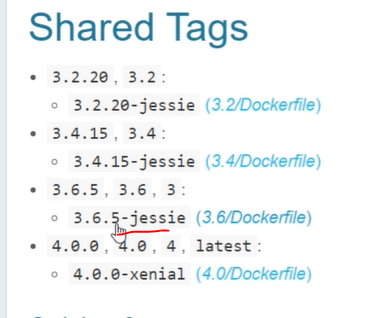 Shared Tags
3.2.20, 3.2:
3.2.20-jessie (3.2/Dockerfile)
3.4.15, 3.4:
3.4.15-jessie (3.4/Dockerfile)
3.6.5, 3.6, 3:
3.6.5-jessie (3.6/Dockerfile)
4.0.0, 4.0, 4, latest:
4.0.0-xenial (4.0/Dockerfile)